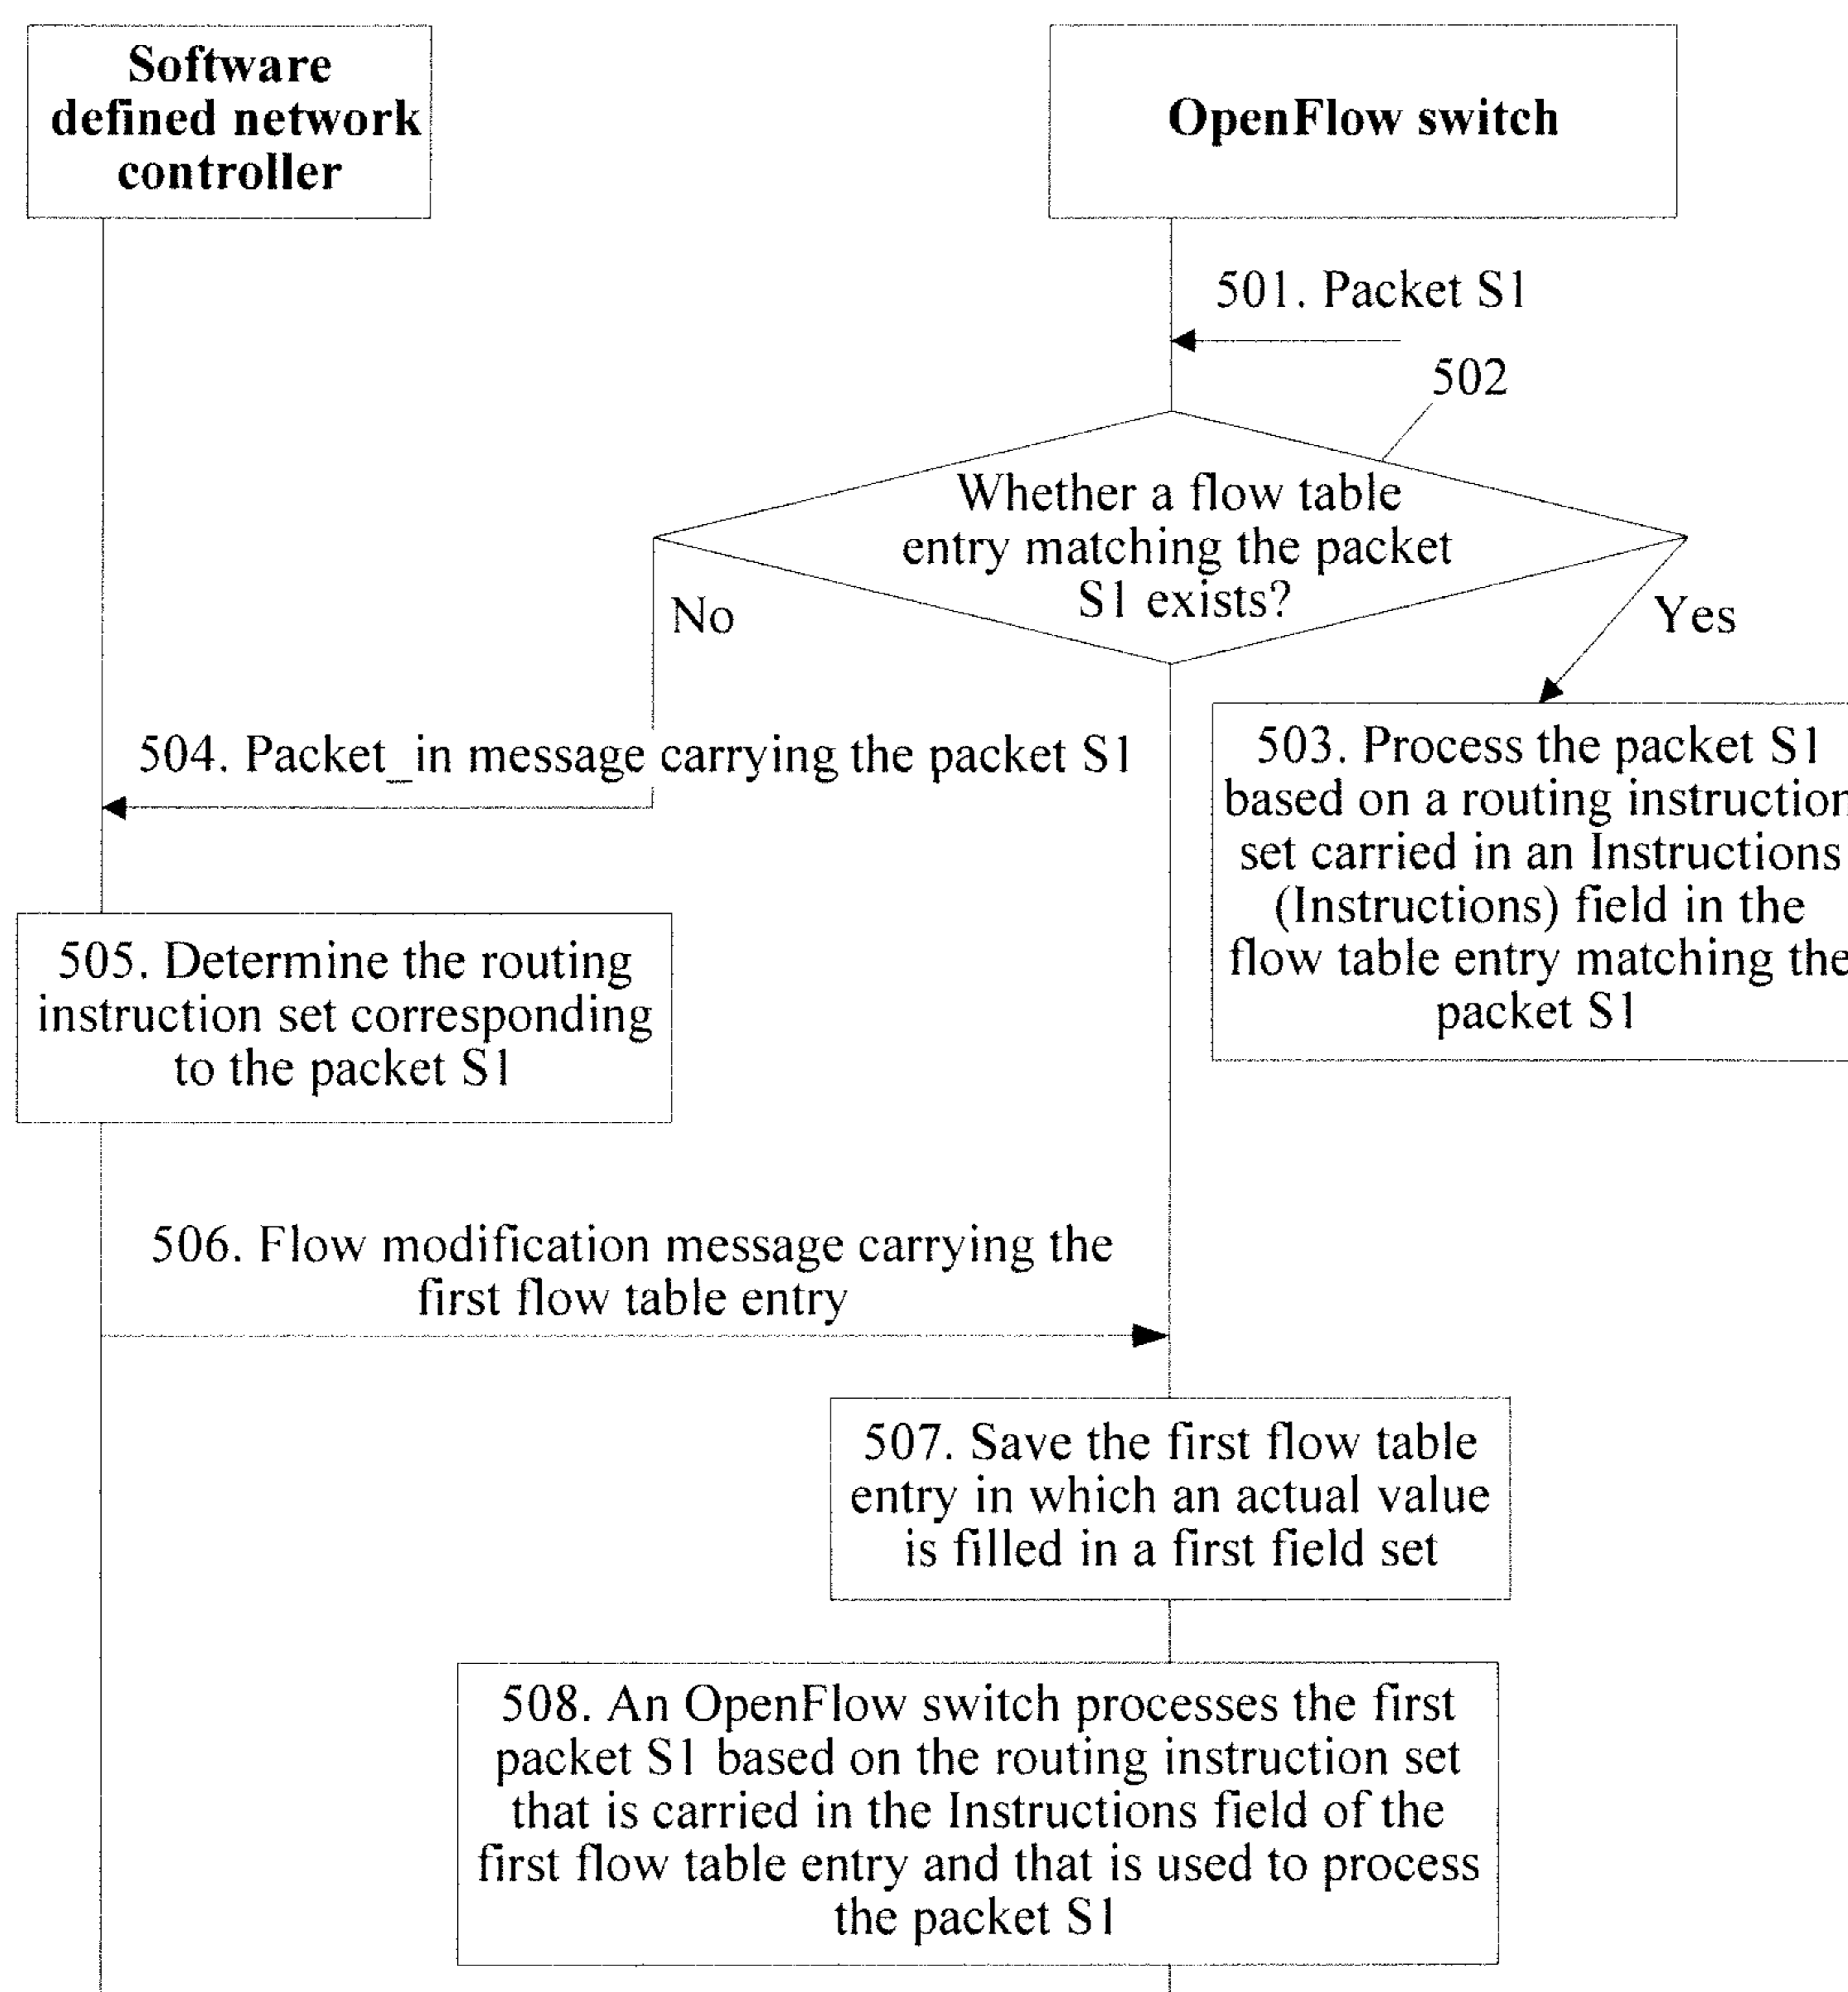 Software
defined network
controller
OpenFlow switch
501. Packet S1
502
Whether a flow table
entry matching the packet
S1 exists?
No
Yes
504. Packet_in message carrying the packet S1
503. Process the packet S1
based on a routing instruction
set carried in an Instructions
(Instructions) field in the
flow table entry matching the
packet S1
505. Determine the routing
instruction set corresponding
to the packet S1
506. Flow modification message carrying the
first flow table entry
507. Save the first flow table
entry in which an actual value
is filled in a first field set
508. An OpenFlow switch processes the first
packet S1 based on the routing instruction set
that is carried in the Instructions field of the
first flow table entry and that is used to process
the packet S1